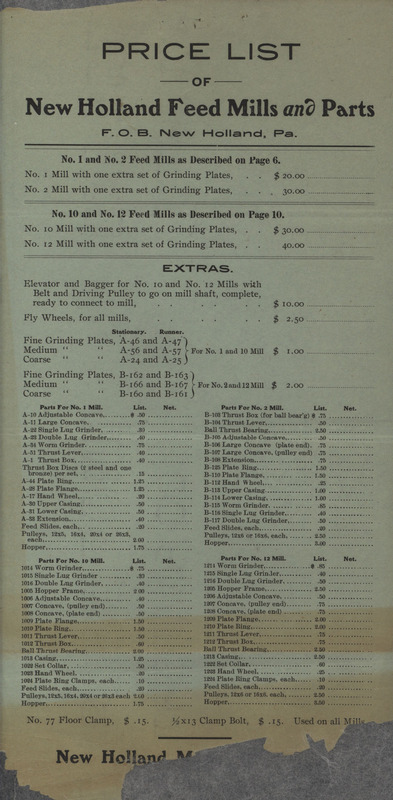 PRICE LIST
OF
New Holland Feed Mills and Parts
F. O. B. New Holland, Pa.
No. 1 and No. 2 Feed Mills as Described on Page 6.
No. 1 Mill with one extra set of Grinding Plates, . . $ 20.00
No. 2 Mill with one extra set of Grinding Plates, . . 30.00
No. 10 and No. 12 Feed Mills as Described on Page 10.
No. 10 Mill with one extra set of Grinding Plates, . . $ 30.00
No. 12 Mill with one extra set of Grinding Plates, . . 40.00
EXTRAS.
Elevator and Bagger for No. 10 and No. 12 Mills with
Belt and Driving Pulley to go on mill shaft, complete,
ready to connect to mill, . . . . . $ 10.00
Fly Wheels, for all mills, . . . . . $ 2.50
Stationary. Runner.
Fine Grinding Plates, A-46 and A-47
Medium " " A-56 and A-57 For No. 1 and 10 Mill $ 1.00
Coarse " " A-24 and A-25
Fine Grinding Plates, B-162 and B-163
Medium " " B-166 and B-167 For No. 2 and 12 Mill $ 2.00
Coarse " " B-160 and B-161
Parts For No. 1 Mill. List. Net.
A-10 Adjustable Concave $ .50
A-11 Large Concave .75
A-22 Single Lug Grinder .30
A-23 Double Lug Grinder .40
A-34 Worm Grinder .75
A-51 Thrust Lever .40
A-1 Thrust Box .40
Thrust Box Discs (2 steel and one
bronze) per set .15
A-44 Plate Ring 1.25
A-28 Plate Flange 1.25
A-17 Hand Wheel .20
A-30 Upper Casing .50
A-31 Lower Casing .50
A-38 Extension .40
Feed Slides, each .20
Pulleys, 12x5, 16x4, 20x4 or 20x3,
each 2.00
Hopper 1.75
Parts For No. 2 Mill. List. Net.
B-103 Thrust Box (for ball bear'g) $ .75
B-104 Thrust Lever .50
Ball Thrust Bearing 2.50
B-105 Adjustable Concave .50
B-106 Large Concave (plate end) .75
B-107 Large Concave, (pulley end) .75
B-108 Extension .75
B-125 Plate Ring 1.50
B-110 Plate Flange 1.50
B-112 Hand Wheel .25
B-113 Upper Casing 1.00
B-114 Lower Casing 1.00
B-115 Worm Grinder .85
B-116 Single Lug Grinder .40
B-117 Double Lug Grinder .50
Feed Slides, each .20
Pulleys, 12x6 or 16x6, each 2.50
Hopper 3.50
Parts For No. 10 Mill. List. Net.
1014 Worm Grinder $ .75
1015 Single Lug Grinder .30
1016 Double Lug Grinder .40
1005 Hopper Frame 2.00
1006 Adjustable Concave .40
1007 Concave, (pulley end) .50
1008 Concave, (plate end) .50
1009 Plate Flange 1.50
1010 Plate Ring 1.50
1011 Thrust Lever .50
1012 Thrust Box .60
Ball Thrust Bearing 2.00
1013 Casing 1.25
1022 Set Collar .30
1023 Hand Wheel .20
1024 Plate Ring Clamps, each .10
Feed Slides, each .20
Pulleys, 12x5, 16x4, 20x4 or 20x3 each 2.00
Hopper 1.75
Parts For No. 12 Mill. List. Net.
1214 Worm Grinder $ .85
1215 Single Lug Grinder .40
1216 Double Lug Grinder .50
1205 Hopper Frame 2.50
1206 Adjustable Concave .50
1207 Concave, (pulley end) .75
1208 Concave, (plate end) .75
1209 Plate Flange 2.00
1210 Plate Ring 2.00
1211 Thrust Lever .75
1212 Thrust Box .75
Ball Thrust Bearing 2.50
1213 Casing 2.50
1222 Set Collar .40
1223 Hand Wheel .25
1224 Plate Ring Clamps, each .10
Feed Slides, each .20
Pulleys, 12x6 or 16x6, each 2.50
Hopper 3.50
No. 77 Floor Clamp, $ .15. ½x13 Clamp Bolt, $ .15. Used on all Mills
New Holland M